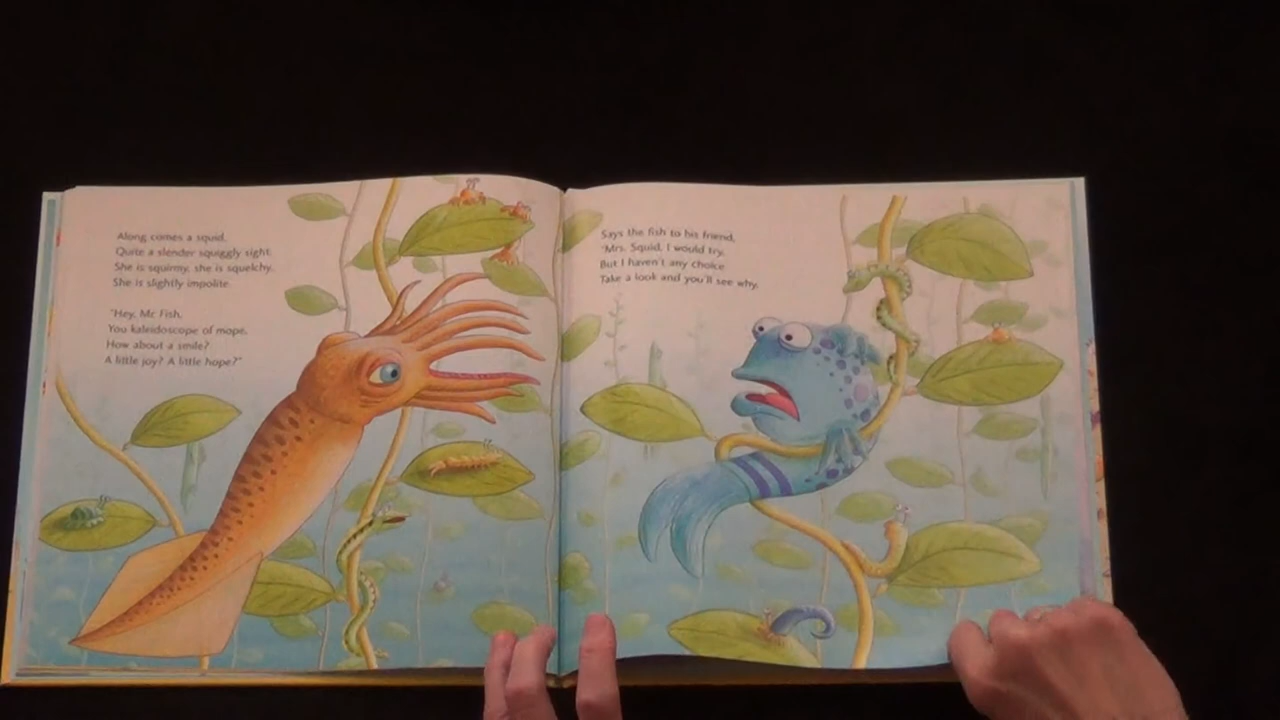 Along comes a squid,
Quite a slender squiggly sight.
She is squirmy, she is squelchy,
She is slightly impolite.
"Hey, Mr. Fish,
You kaleidoscope of mope,
How about a smile?
A little joy? A little hope?"
Says the fish to his friend,
"Mrs. Squid, I would try,
But I haven't any choice
Take a look and you'll see why.